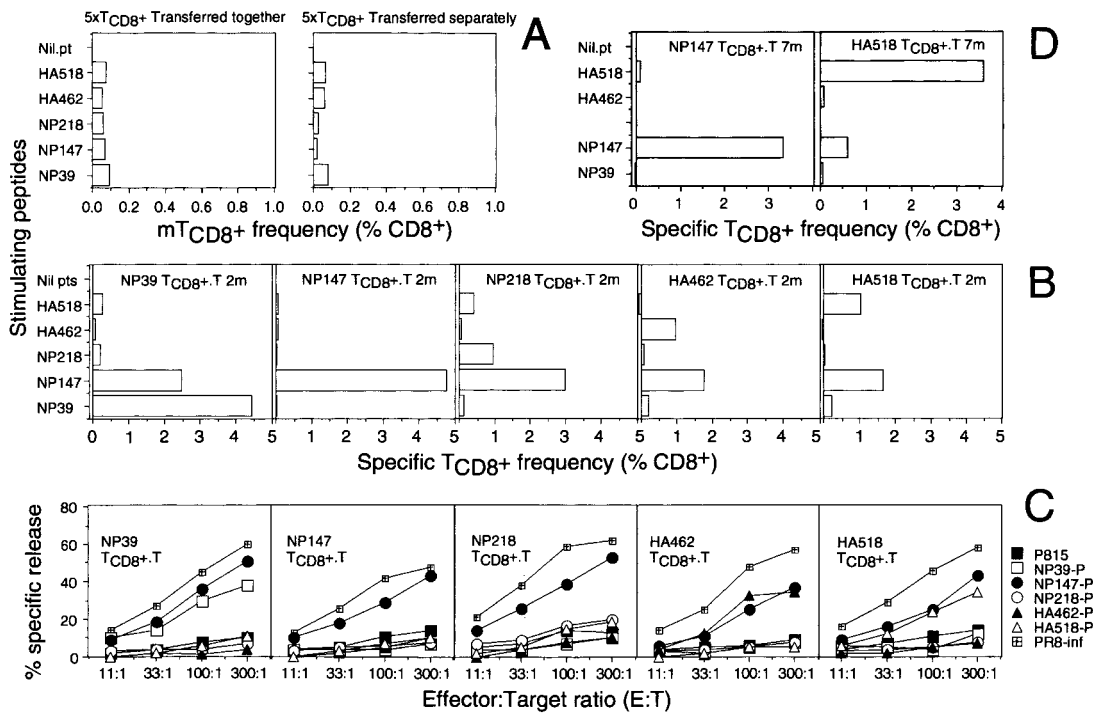 5xTCD8+ Transferred together
5xTCD8+ Transferred separately
A
Nil.pt
HA518
HA462
NP218
NP147
NP39
0.0 0.2 0.4 0.6 0.8 1.0
0.0 0.2 0.4 0.6 0.8 1.0
mTCD8+ frequency (% CD8+)
Stimulating peptides
D
NP147 TCD8+.T 7m
HA518 TCD8+.T 7m
Nil.pt
HA518
HA462
NP147
NP39
0 1 2 3
0 1 2 3 4
Specific TCD8+ frequency (% CD8+)
B
NP39 TCD8+.T 2m
NP147 TCD8+.T 2m
NP218 TCD8+.T 2m
HA462 TCD8+.T 2m
HA518 TCD8+.T 2m
Nil pts
HA518
HA462
NP218
NP147
NP39
0 1 2 3 4 5
1 2 3 4 5
1 2 3 4 5
1 2 3 4 5
1 2 3 4 5
Specific TCD8+ frequency (% CD8+)
C
% specific release
80
60
40
20
0
NP39
TCD8+.T
NP147
TCD8+.T
NP218
TCD8+.T
HA462
TCD8+.T
HA518
TCD8+.T
11:1 33:1 100:1 300:1
11:1 33:1 100:1 300:1
11:1 33:1 100:1 300:1
11:1 33:1 100:1 300:1
11:1 33:1 100:1 300:1
Effector:Target ratio (E:T)
P815
NP39-P
NP147-P
NP218-P
HA462-P
HA518-P
PR8-inf